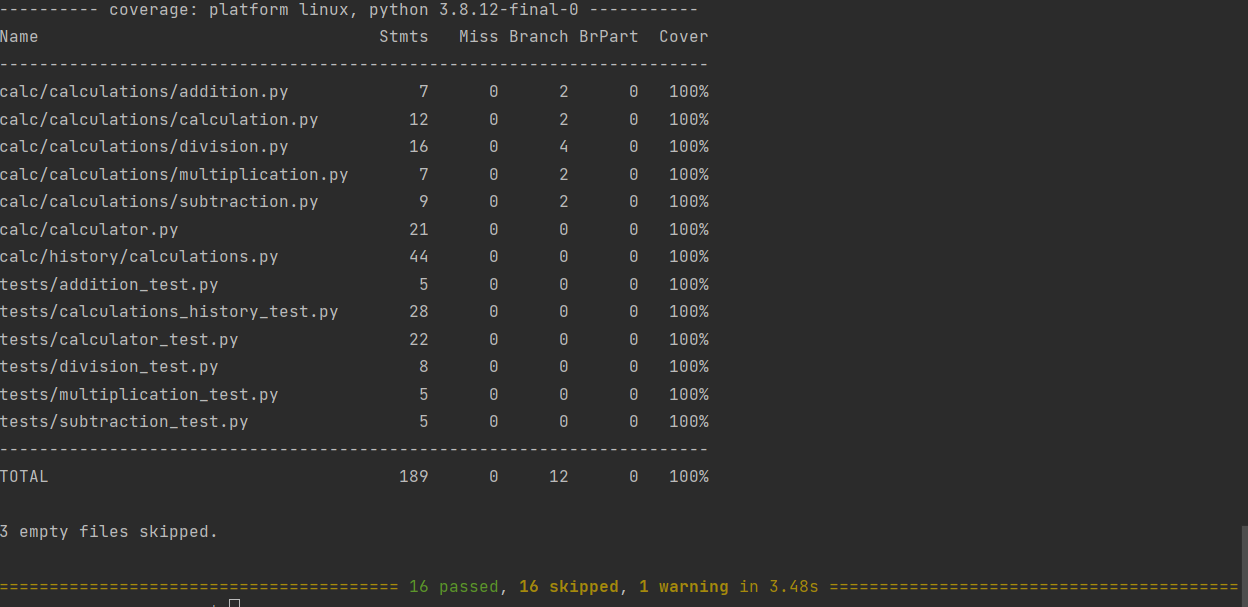 ---------- coverage: platform linux, python 3.8.12-final-0 -----------
Name                                  Stmts   Miss Branch BrPart  Cover
-----------------------------------------------------------------------
calc/calculations/addition.py             7      0      2      0   100%
calc/calculations/calculation.py         12      0      2      0   100%
calc/calculations/division.py            16      0      4      0   100%
calc/calculations/multiplication.py       7      0      2      0   100%
calc/calculations/subtraction.py          9      0      2      0   100%
calc/calculator.py                       21      0      0      0   100%
calc/history/calculations.py             44      0      0      0   100%
tests/addition_test.py                    5      0      0      0   100%
tests/calculations_history_test.py       28      0      0      0   100%
tests/calculator_test.py                 22      0      0      0   100%
tests/division_test.py                    8      0      0      0   100%
tests/multiplication_test.py              5      0      0      0   100%
tests/subtraction_test.py                 5      0      0      0   100%
-----------------------------------------------------------------------
TOTAL                                   189      0     12      0   100%
3 empty files skipped.
======================================== 16 passed, 16 skipped, 1 warning in 3.48s =========================================